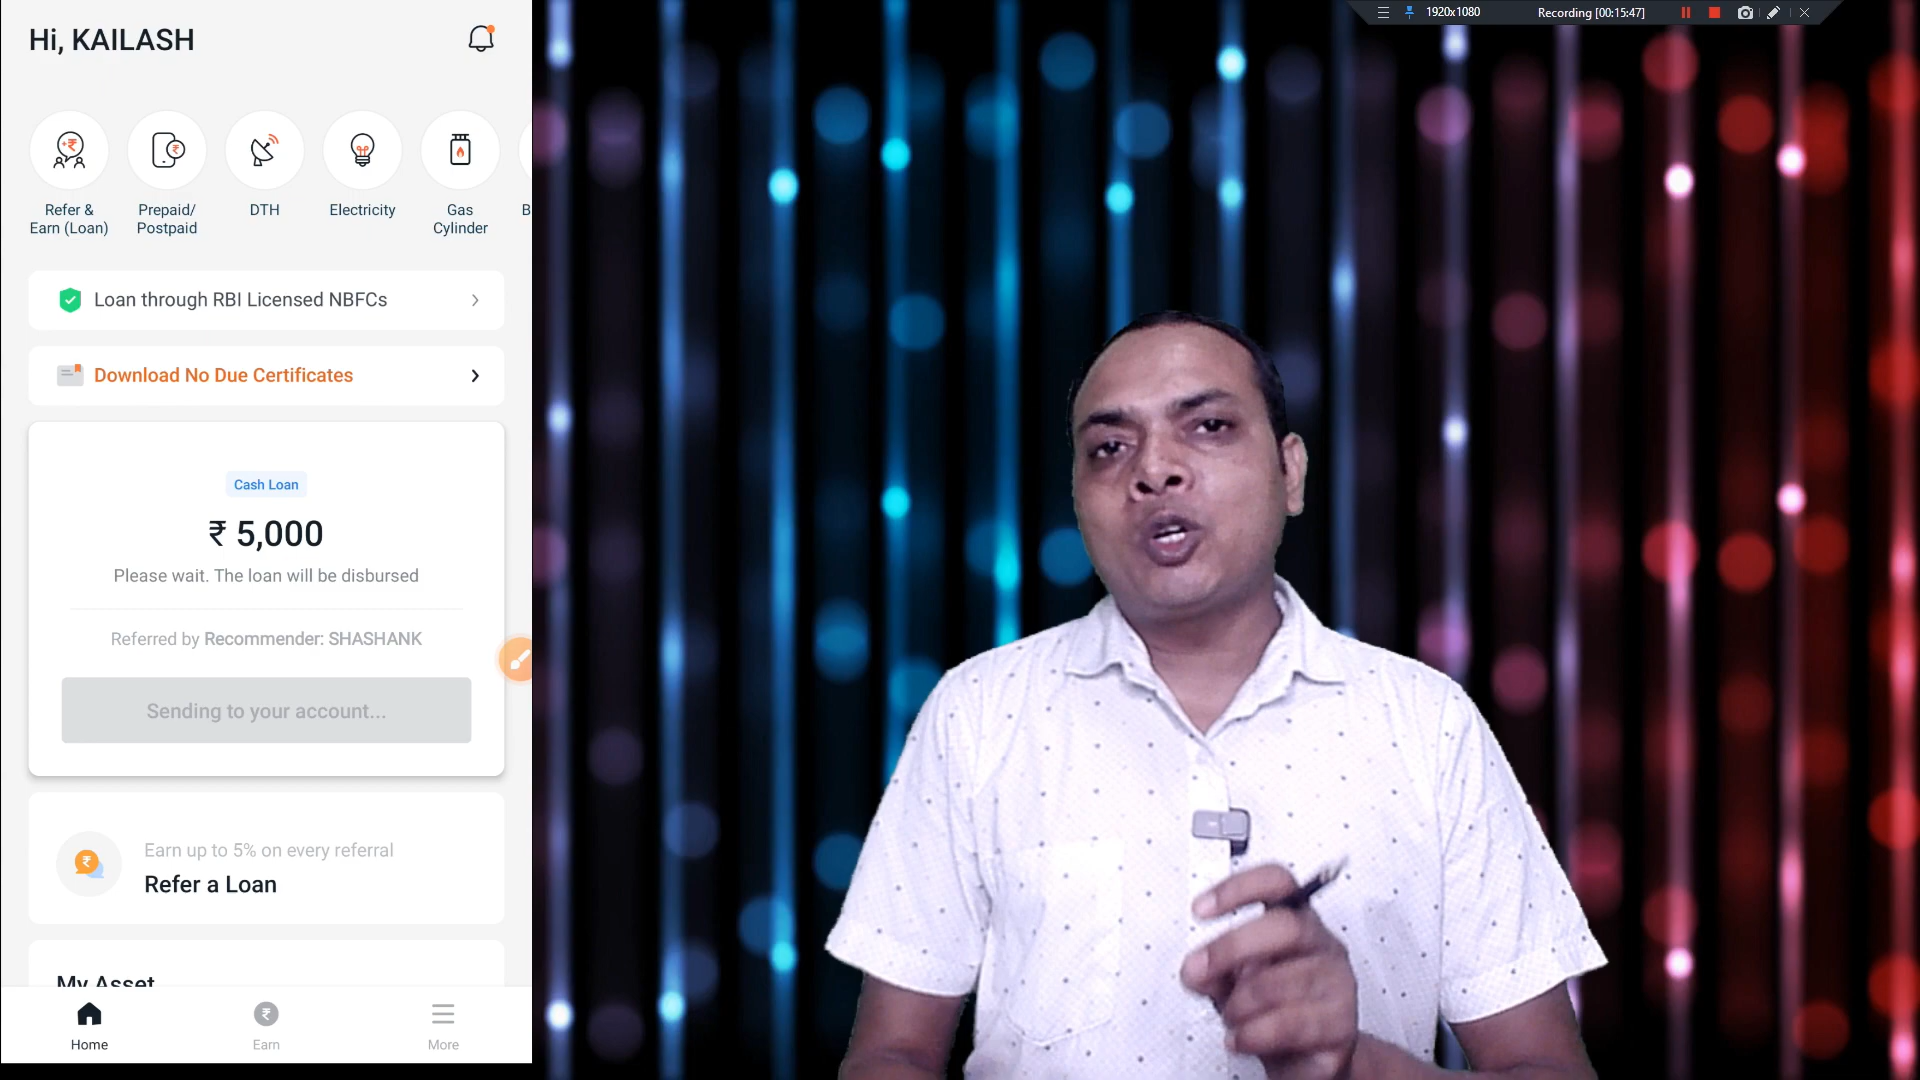 Hi, KAILASH
Refer &
Earn (Loan)
Prepaid/
Postpaid
DTH
Electricity
Gas
Cylinder
B
Loan through RBI Licensed NBFCs
Download No Due Certificates
Cash Loan
₹ 5,000
Please wait. The loan will be disbursed
Referred by Recommender: SHASHANK
Sending to your account...
Earn up to 5% on every referral
Refer a Loan
My Asset
Home
Earn
More
1920x1080
Recording [00:15:47]